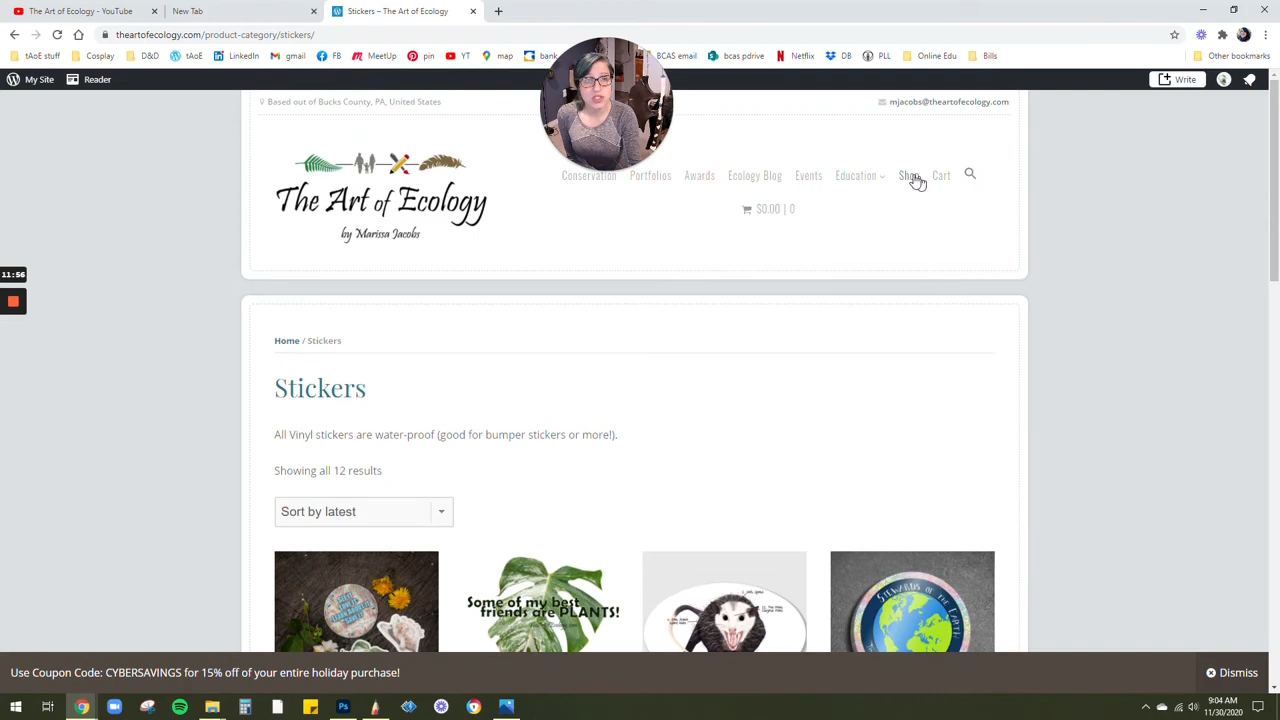 The Art of Ecology - YouTube
New Tab
Stickers – The Art of Ecology
theartofecology.com/product-category/stickers/
tAoE stuff
Cosplay
D&D
tAoE
LinkedIn
gmail
FB
MeetUp
pin
YT
map
bank
BCAS email
bcas pdrive
Netflix
DB
PLL
Online Edu
Bills
Other bookmarks
My Site
Reader
Write
Based out of Bucks County, PA, United States
mjacobs@theartofecology.com
The Art of Ecology
by Marissa Jacobs
Conservation
Portfolios
Awards
Ecology Blog
Events
Education
Shop
Cart
$0.00 | 0
11:56
Home / Stickers
Stickers
All Vinyl stickers are water-proof (good for bumper stickers or more!).
Showing all 12 results
Sort by latest
Some of my best
friends are PLANTS!
STEWARDS OF THE EARTH
Use Coupon Code: CYBERSAVINGS for 15% off of your entire holiday purchase!
Dismiss
9:04 AM
11/30/2020